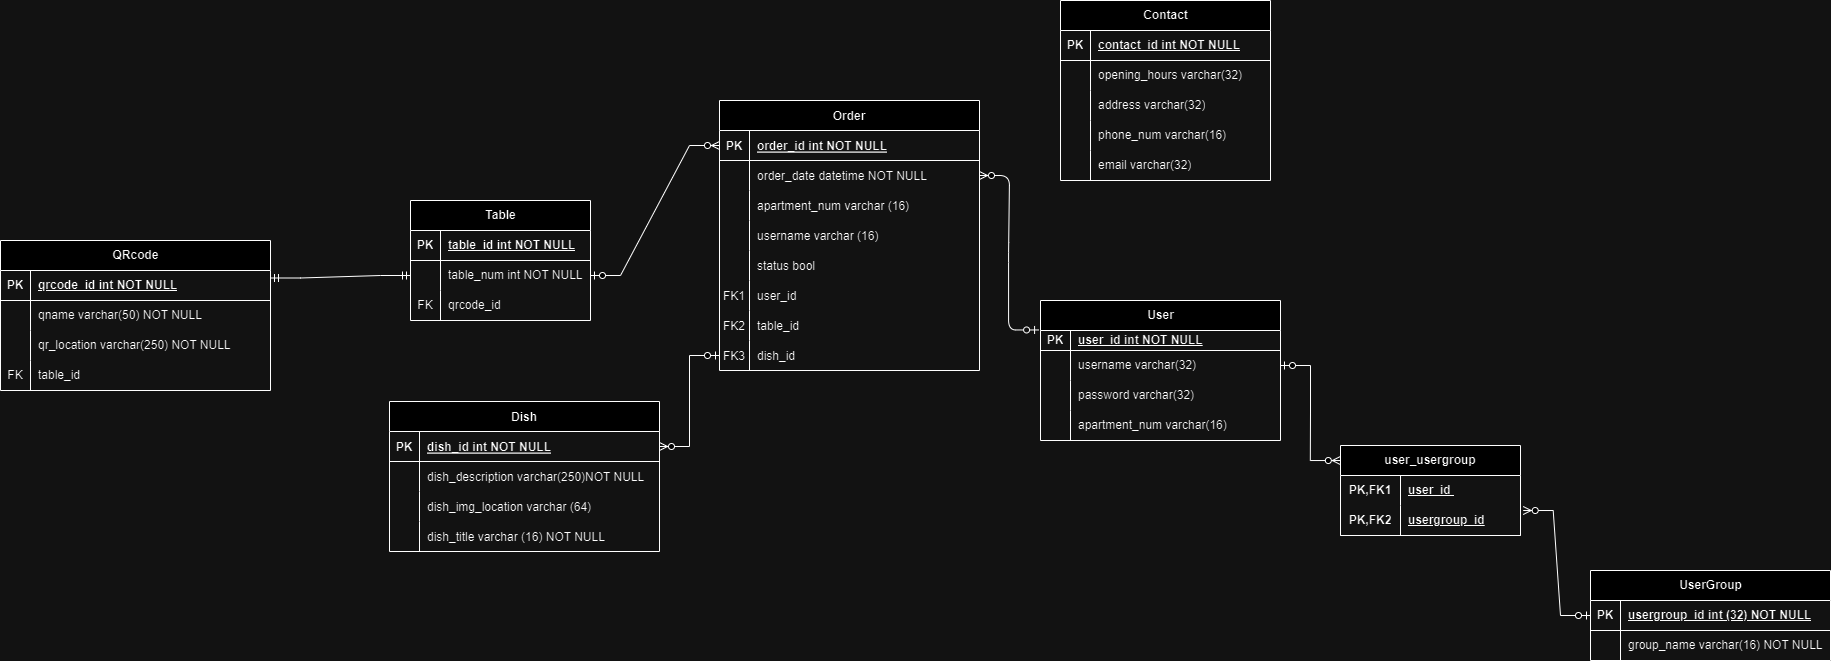 Contact
PK contact_id int NOT NULL
opening_hours varchar(32)
address varchar(32)
phone_num varchar(16)
email varchar(32)
Order
PK order_id int NOT NULL
order_date datetime NOT NULL
apartment_num varchar (16)
username varchar (16)
status bool
FK1 user_id
FK2 table_id
FK3 dish_id
Table
PK table_id int NOT NULL
table_num int NOT NULL
FK qrcode_id
QRcode
PK qrcode_id int NOT NULL
qname varchar(50) NOT NULL
qr_location varchar(250) NOT NULL
FK table_id
User
PK user_id int NOT NULL
username varchar(32)
password varchar(32)
apartment_num varchar(16)
Dish
PK dish_id int NOT NULL
dish_description varchar(250)NOT NULL
dish_img_location varchar (64)
dish_title varchar (16) NOT NULL
user_usergroup
PK,FK1 user_id
PK,FK2 usergroup_id
UserGroup
PK usergroup_id int (32) NOT NULL
group_name varchar(16) NOT NULL